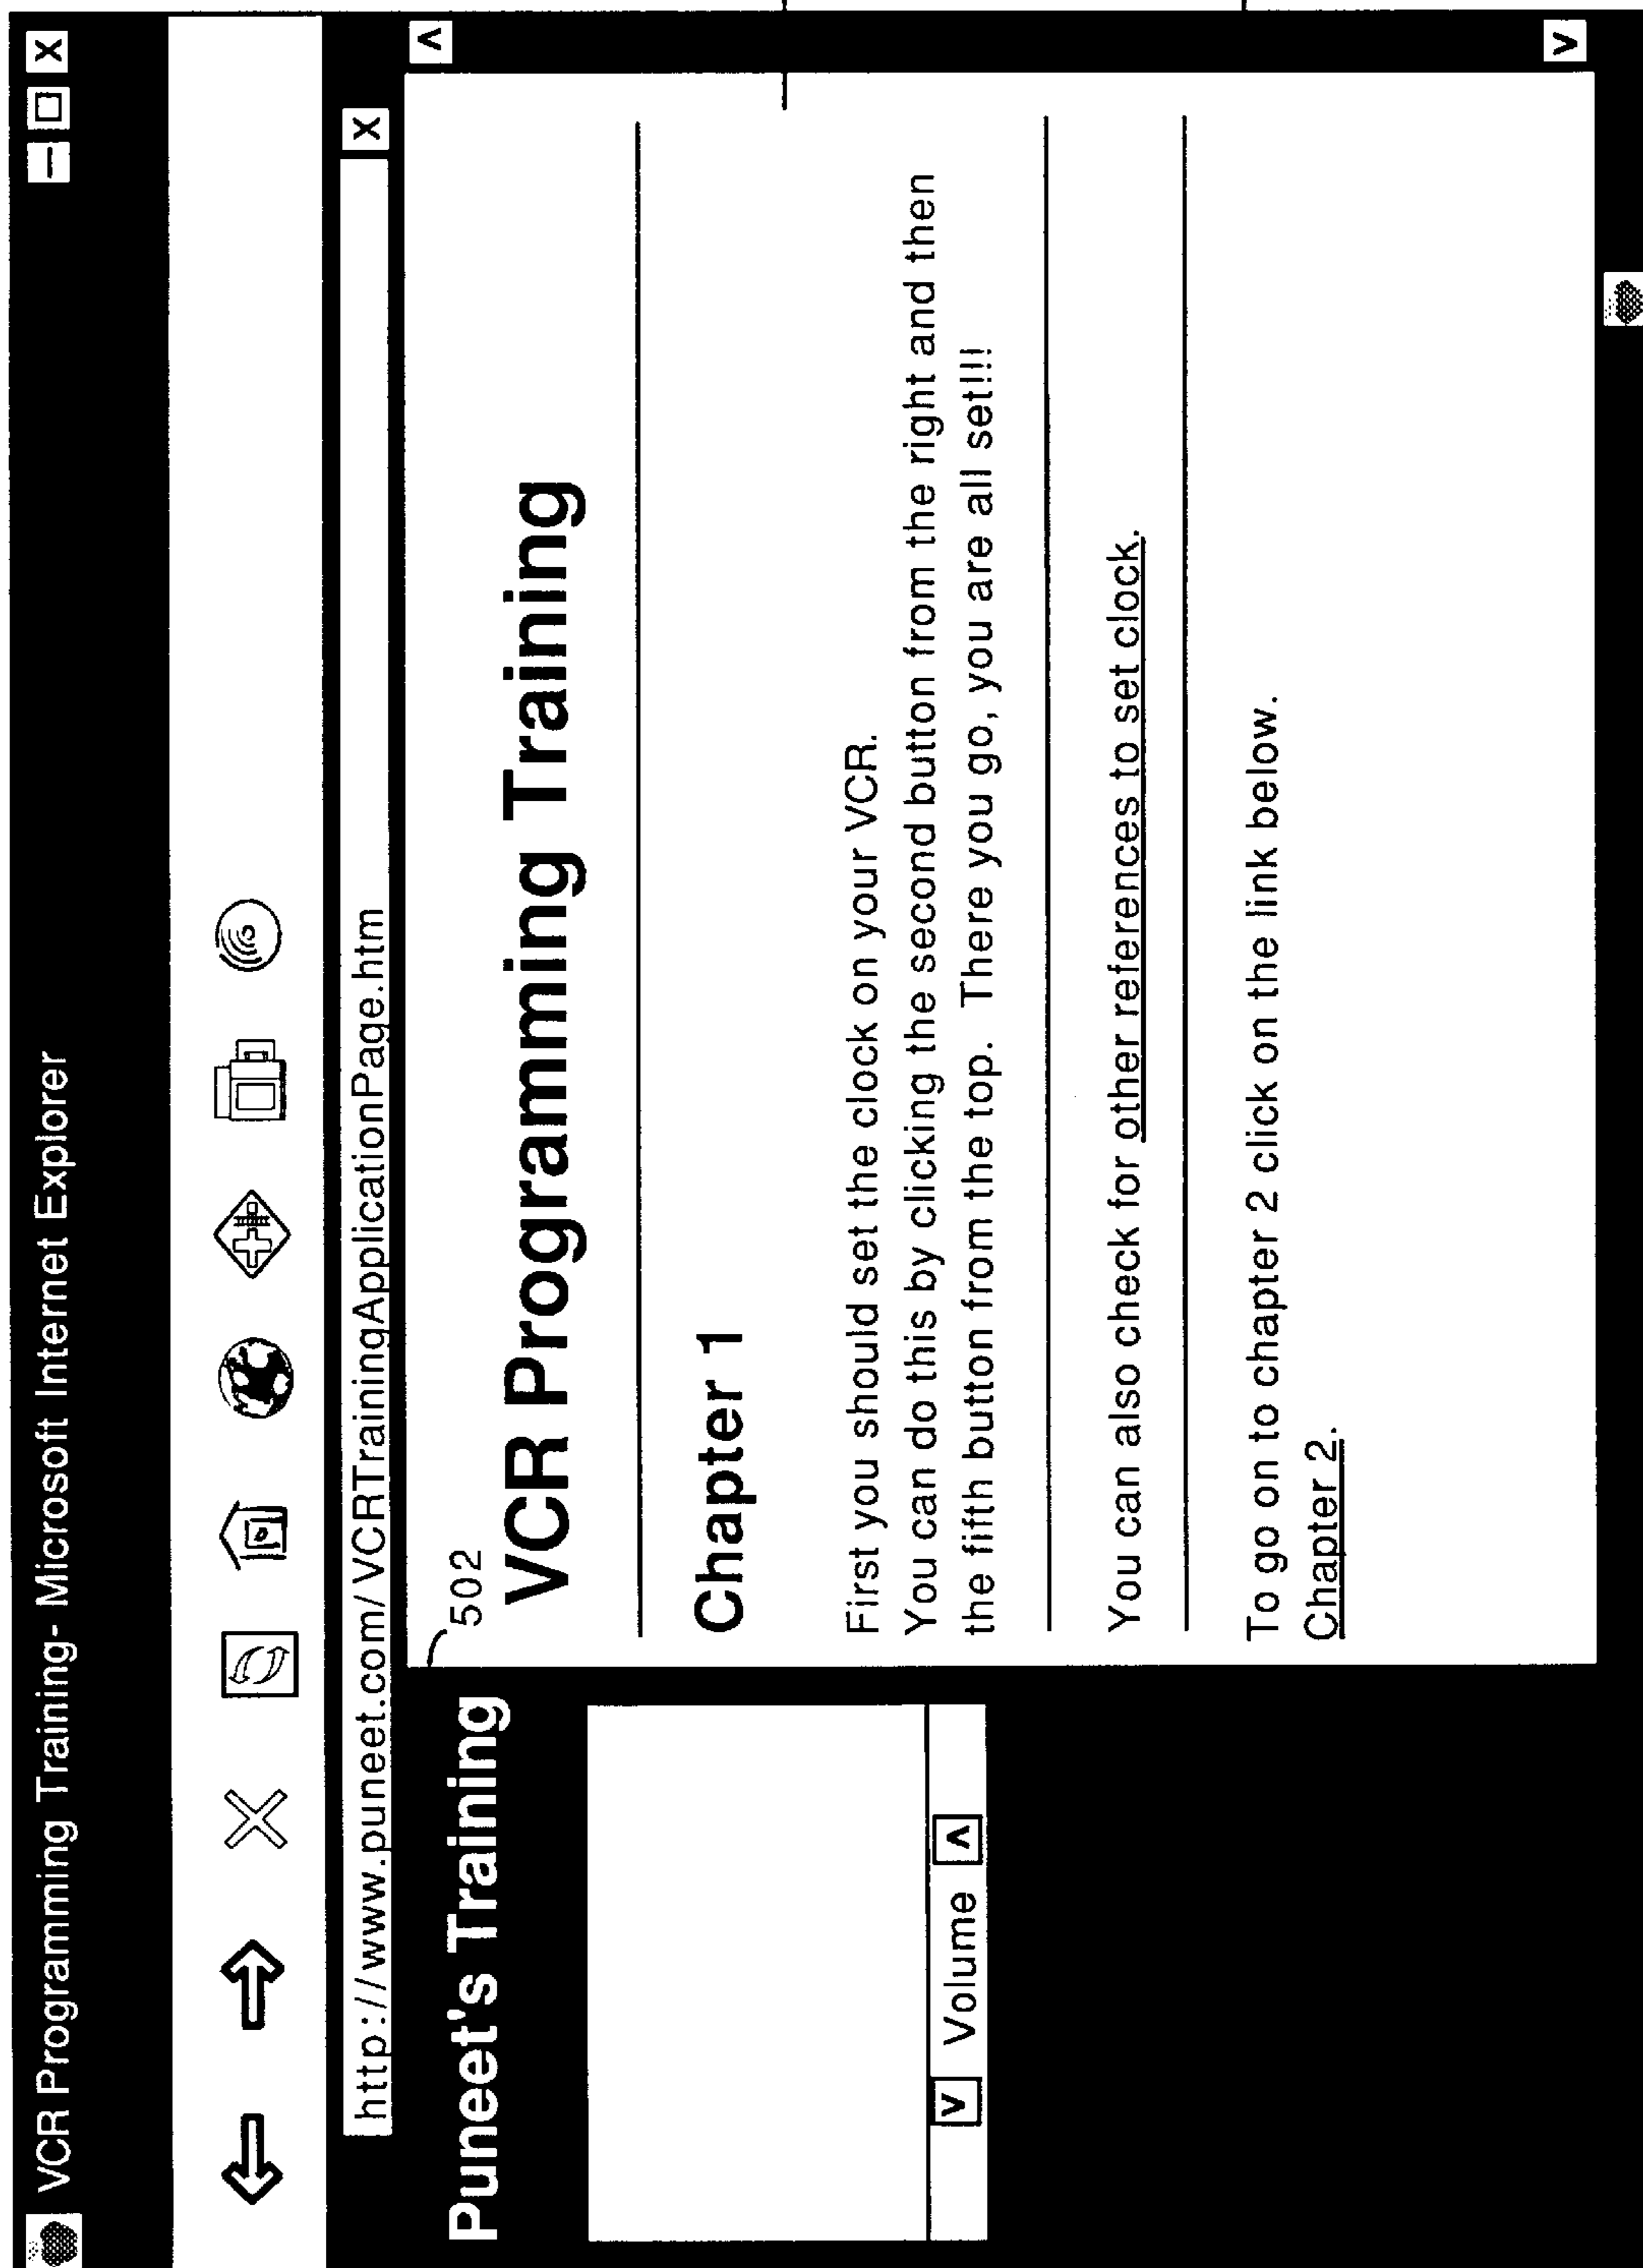 VCR Programming Training- Microsoft Internet Explorer
X
http://www.puneet.com/VCRTrainingApplicationPage.htm X
Puneet's Training
V Volume Λ
502
VCR Programming Training
Chapter 1
First you should set the clock on your VCR.
You can do this by clicking the second button from the right and then
the fifth button from the top. There you go, you are all set!!!
You can also check for other references to set clock.
To go on to chapter 2 click on the link below.
Chapter 2.